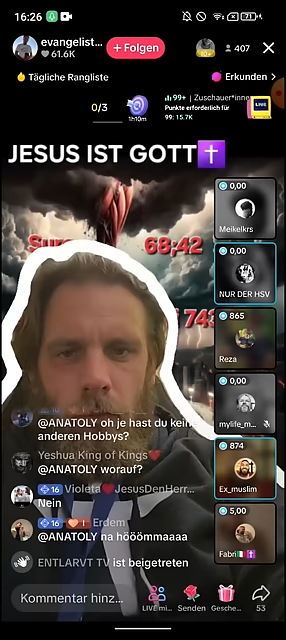 16:26
71
evangelist...
61.6K
+ Folgen
407
Tägliche Rangliste
Erkunden >
0/3
1h10m
99+ | Zuschauer*inne
Punkte erforderlich für
99: 15.7K
LIVE
JESUS IST GOTT✝️
68:42
0,00
Meikelkrs
0,00
NUR DER HSV
865
Reza
0,00
mylife_m...
874
Ex_muslim
5,00
Fabri🇮🇹✝️
@ANATOLY oh je hast du kein
anderen Hobbys?
Yeshua King of Kings❤️
@ANATOLY worauf?
16 Violeta❤️JesusDenHerr...
Nein
16 Erdem
@ANATOLY na hööömmaaaa
ENTLARVT TV ist beigetreten
Kommentar hinz...
LIVE mi...
Senden
Gesche...
53